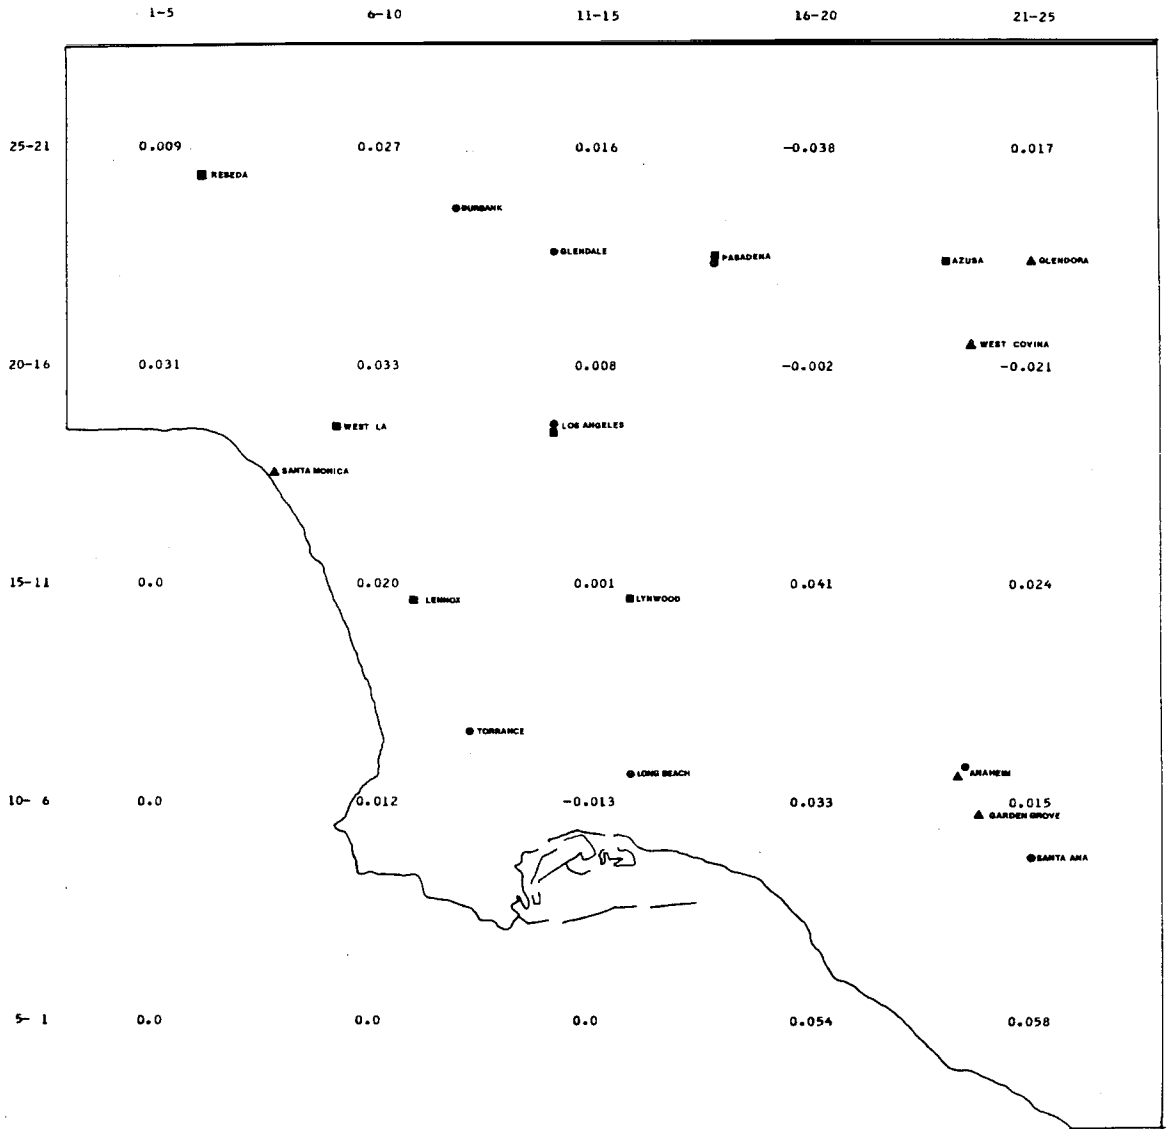 1-5 6-10 11-15 16-20 21-25
25-21 0.009 0.027 0.016 -0.038 0.017
RESEDA
BURBANK
GLENDALE
PASADENA
AZUSA GLENDORA
WEST COVINA
20-16 0.031 0.033 0.008 -0.002 -0.021
WEST LA LOS ANGELES
SANTA MONICA
15-11 0.0 0.020 0.001 0.041 0.024
LENNOX LYNWOOD
TORRANCE
LONG BEACH ANAHEIM
10- 6 0.0 0.012 -0.013 0.033 0.015
GARDEN GROVE
SANTA ANA
5- 1 0.0 0.0 0.0 0.054 0.058